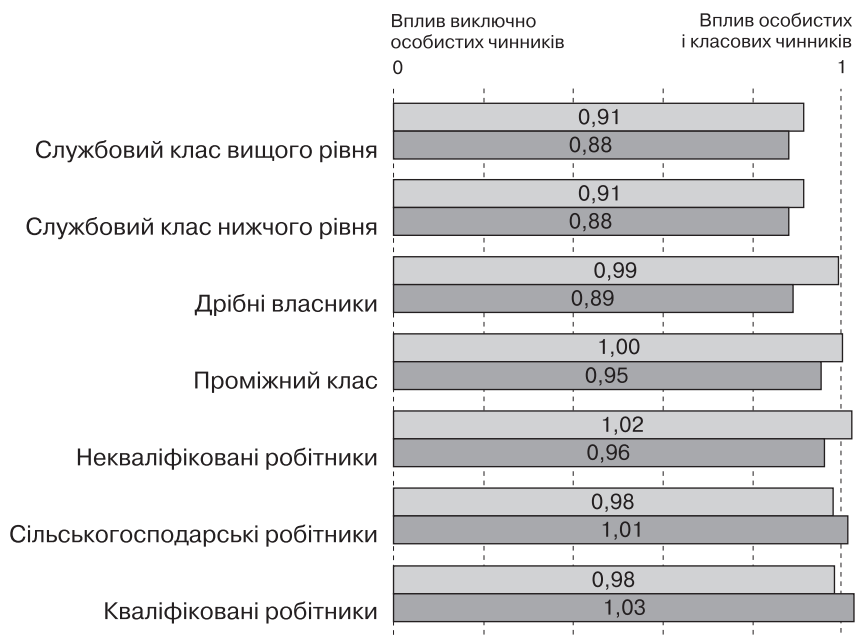 Вплив виключно
особистих чинників
Вплив особистих
і класових чинників
0
1
0,91
Службовий клас вищого рівня
0,88
0,91
Службовий клас нижчого рівня
0,88
0,99
Дрібні власники
0,89
1,00
Проміжний клас
0,95
1,02
Некваліфіковані робітники
0,96
0,98
Сільськогосподарські робітники
1,01
0,98
Кваліфіковані робітники
1,03